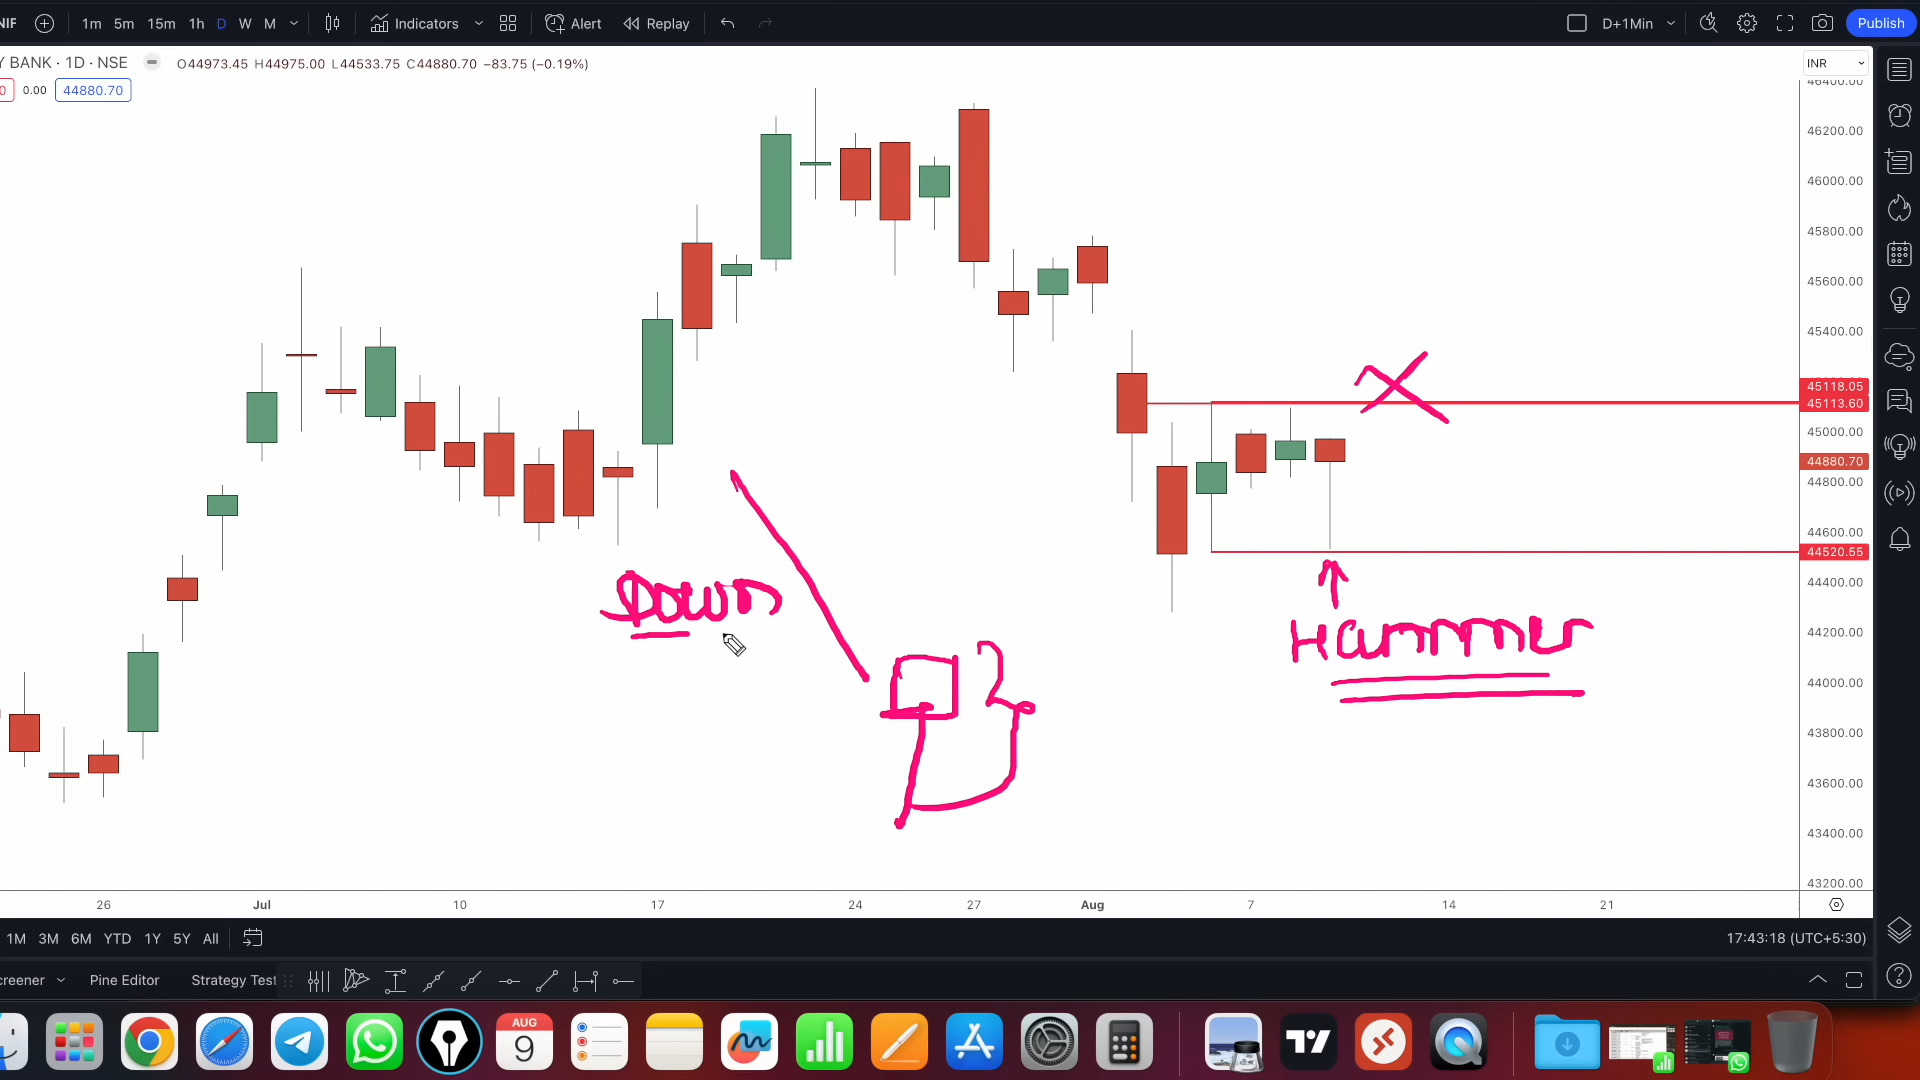 NIF 1m 5m 15m 1h D W M Indicators Alert Replay D+1Min Publish
Y BANK · 1D · NSE O44973.45 H44975.00 L44533.75 C44880.70 −83.75 (−0.19%) INR
0 0.00 44880.70
46400.00
46200.00
46000.00
45800.00
45600.00
45400.00
45118.05
45113.60
45000.00
44880.70
44800.00
44600.00
44520.55
44400.00
Down
Hammer
44200.00
2
44000.00
43800.00
43600.00
43400.00
43200.00
26 Jul 10 17 24 27 Aug 7 14 21
1M 3M 6M YTD 1Y 5Y All 17:43:18 (UTC+5:30)
creener Pine Editor Strategy Test
AUG
9